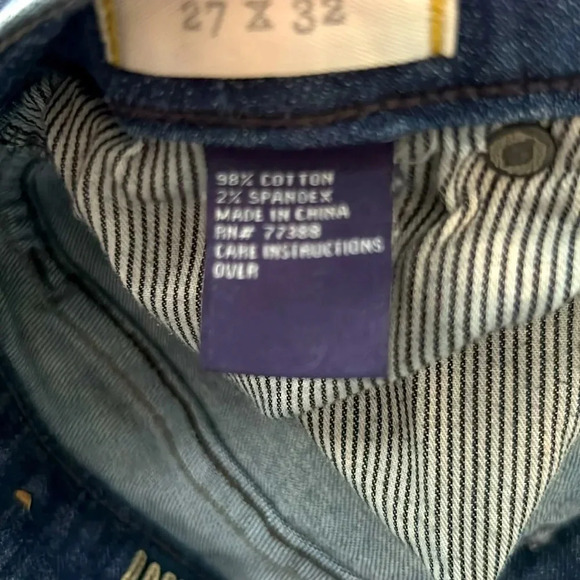 27 X 32
98% COTTON
2% SPANDEX
MADE IN CHINA
RN# 77388
CARE INSTRUCTIONS
OVER